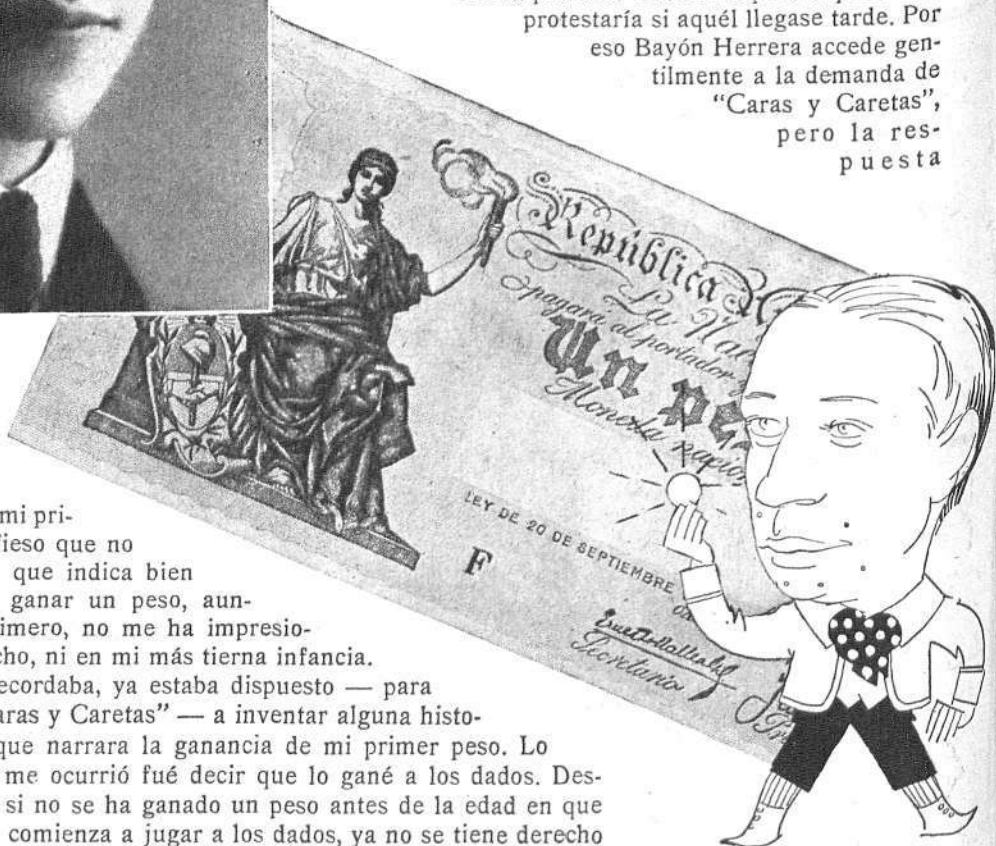 protestaría si aquél llegase tarde. Por
eso Bayón Herrera accede gen-
tilmente a la demanda de
"Caras y Caretas",
pero la res-
puesta
República
La
pagará al portador
Un
Moneda
LEY DE 20 DE SEPTIEMBRE
F
Secretario
mi pri-
fieso que no
que indica bien
ganar un peso, aun-
imero, no me ha impresio-
cho, ni en mi más tierna infancia.
ecordaba, ya estaba dispuesto — para
aras y Caretas" — a inventar alguna histo-
que narrara la ganancia de mi primer peso. Lo
me ocurrió fué decir que lo gané a los dados. Des-
si no se ha ganado un peso antes de la edad en que
comienza a jugar a los dados, ya no se tiene derecho